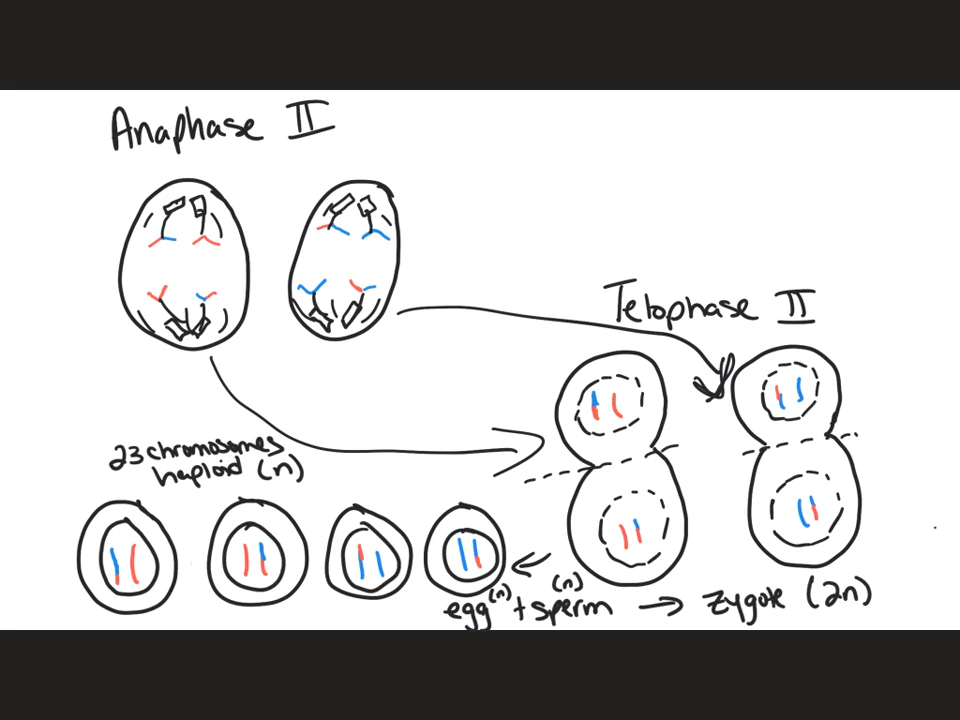 Anaphase II
Telophase II
23 chromosomes
haploid (n)
egg (n) + sperm (n) → zygote (2n)